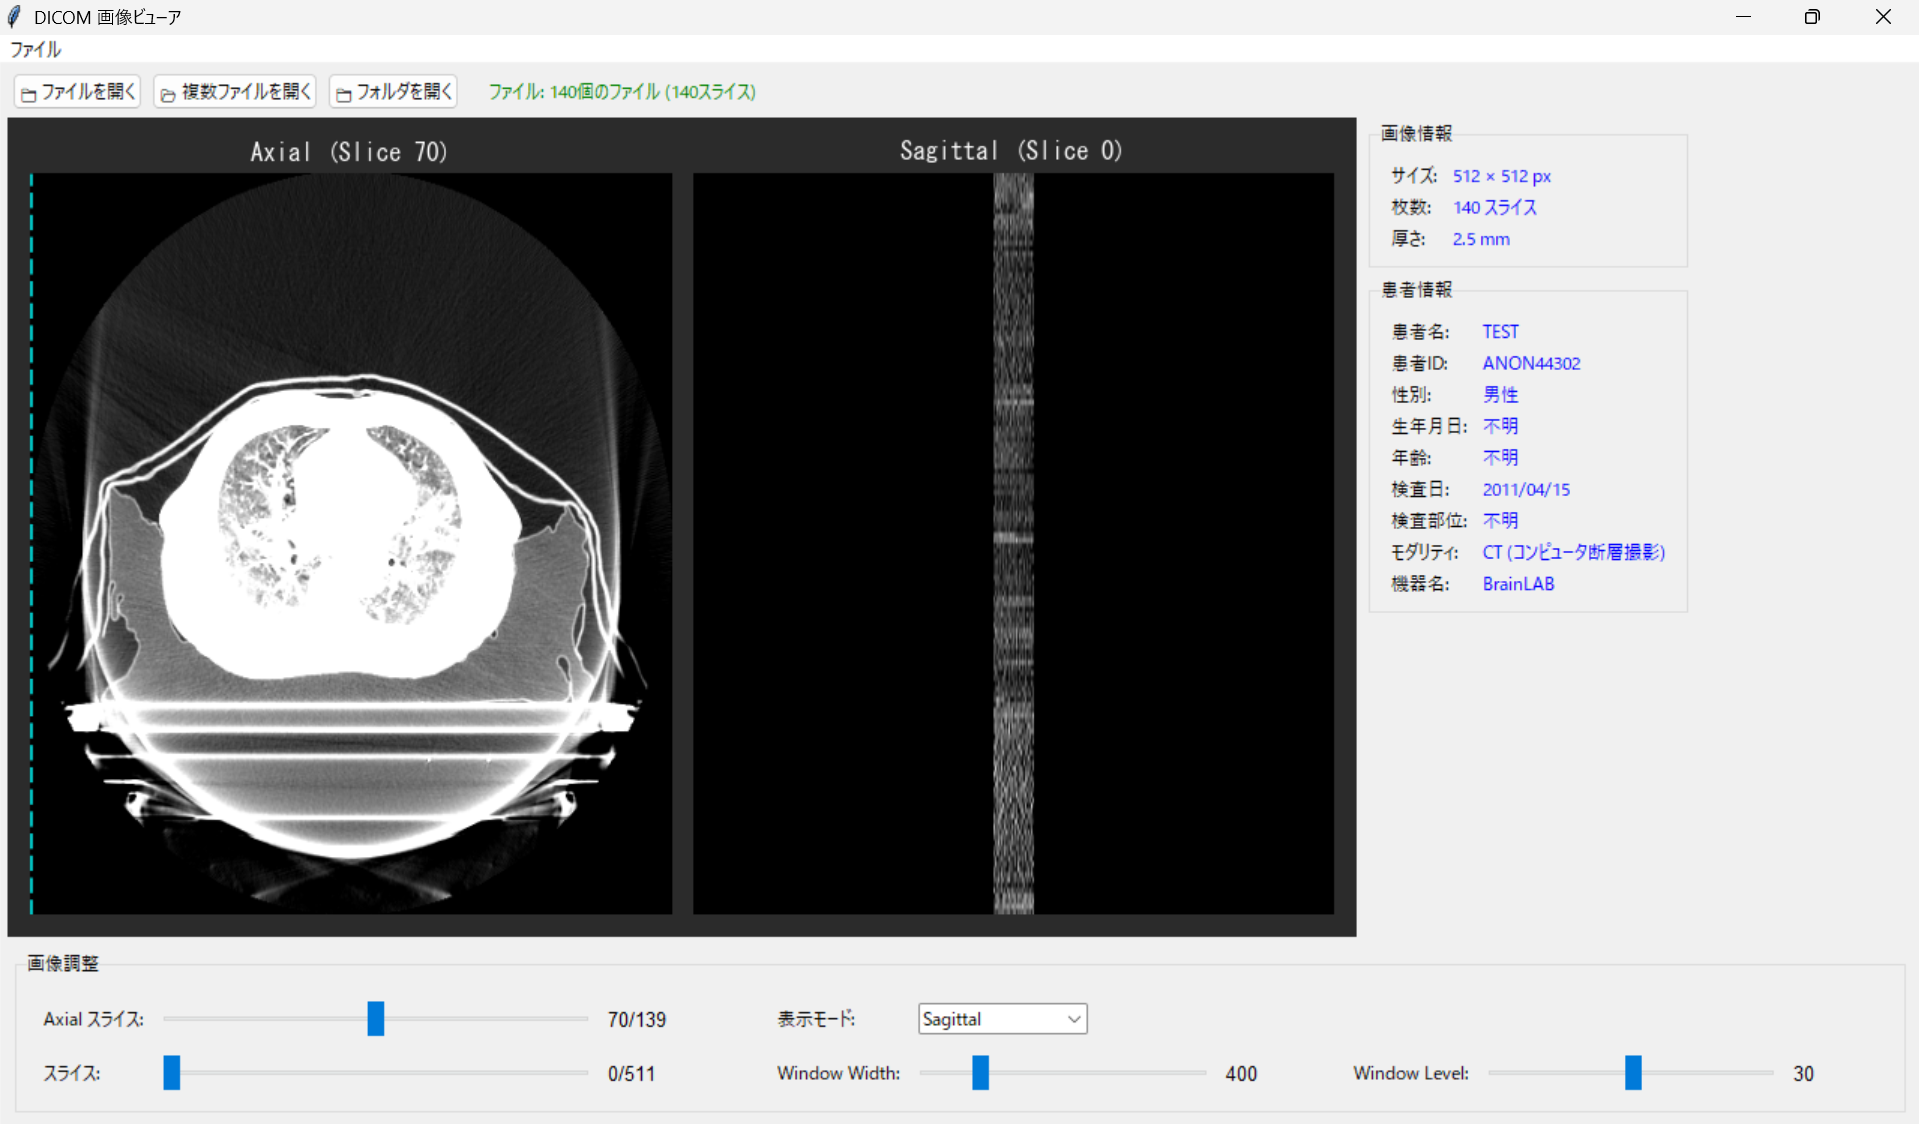 DICOM 画像ビューア
ファイル
ファイルを開く 複数ファイルを開く フォルダを開く ファイル: 140個のファイル (140スライス)
Axial (Slice 70)
Sagittal (Slice 0)
画像情報
サイズ: 512 × 512 px
枚数: 140 スライス
厚さ: 2.5 mm
患者情報
患者名: TEST
患者ID: ANON44302
性別: 男性
生年月日: 不明
年齢: 不明
検査日: 2011/04/15
検査部位: 不明
モダリティ: CT (コンピュータ断層撮影)
機器名: BrainLAB
画像調整
Axial スライス: 70/139 表示モード: Sagittal
スライス: 0/511 Window Width: 400 Window Level: 30